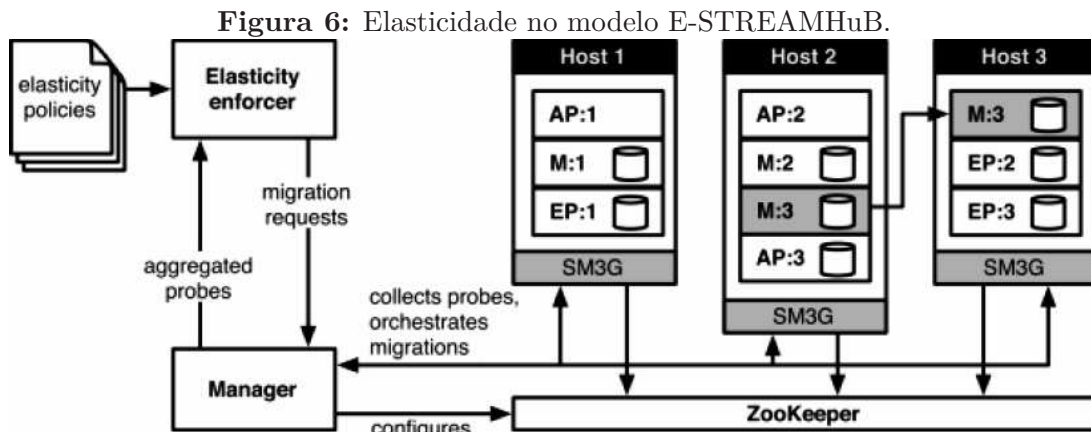 Figura 6: Elasticidade no modelo E-STREAMHuB.
elasticity
policies
Elasticity
enforcer
migration
requests
aggregated
probes
Manager
collects probes,
orchestrates
migrations
configures
Host 1
AP:1
M:1
EP:1
SM3G
Host 2
AP:2
M:2
M:3
AP:3
SM3G
Host 3
M:3
EP:2
EP:3
SM3G
ZooKeeper